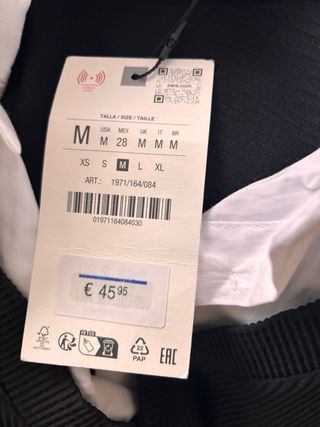 zara.com
TALLA / SIZE / TAILLE
M USA M MEX 28 UK M IT M BR M
XS S M L XL
ART.: 1971/164/084
01971164084030
€ 45 95
22
PAP
EAC